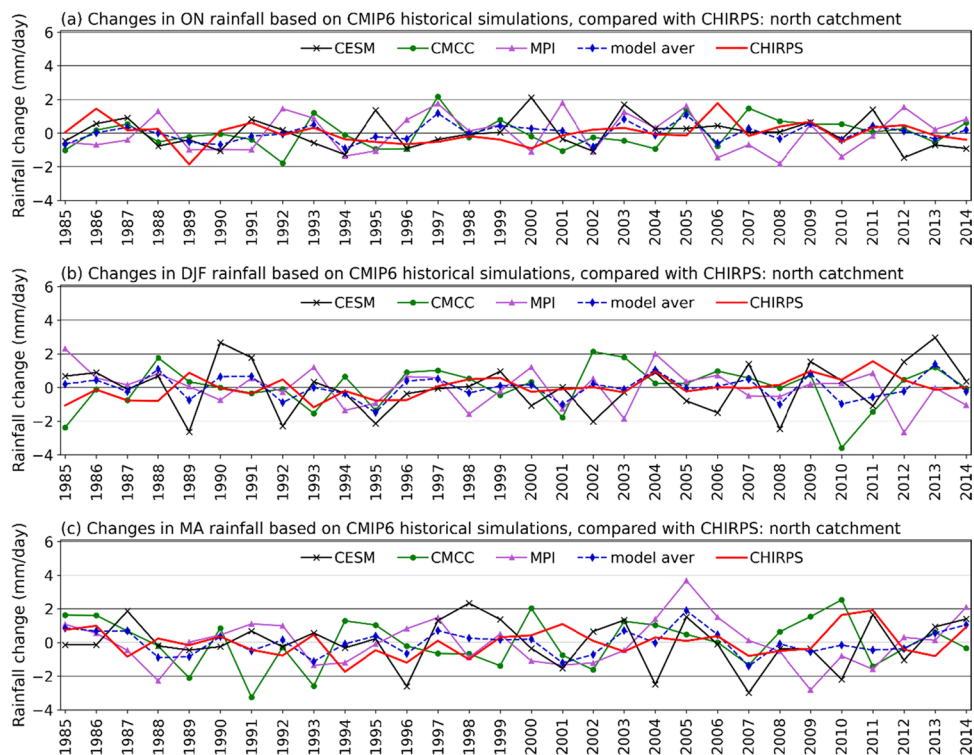 (a) Changes in ON rainfall based on CMIP6 historical simulations, compared with CHIRPS: north catchment
Rainfall change (mm/day)
6
4
2
0
−2
−4
CESM CMCC MPI model aver CHIRPS
1985 1986 1987 1988 1989 1990 1991 1992 1993 1994 1995 1996 1997 1998 1999 2000 2001 2002 2003 2004 2005 2006 2007 2008 2009 2010 2011 2012 2013 2014
(b) Changes in DJF rainfall based on CMIP6 historical simulations, compared with CHIRPS: north catchment
Rainfall change (mm/day)
6
4
2
0
−2
−4
CESM CMCC MPI model aver CHIRPS
1985 1986 1987 1988 1989 1990 1991 1992 1993 1994 1995 1996 1997 1998 1999 2000 2001 2002 2003 2004 2005 2006 2007 2008 2009 2010 2011 2012 2013 2014
(c) Changes in MA rainfall based on CMIP6 historical simulations, compared with CHIRPS: north catchment
Rainfall change (mm/day)
6
4
2
0
−2
−4
CESM CMCC MPI model aver CHIRPS
1985 1986 1987 1988 1989 1990 1991 1992 1993 1994 1995 1996 1997 1998 1999 2000 2001 2002 2003 2004 2005 2006 2007 2008 2009 2010 2011 2012 2013 2014